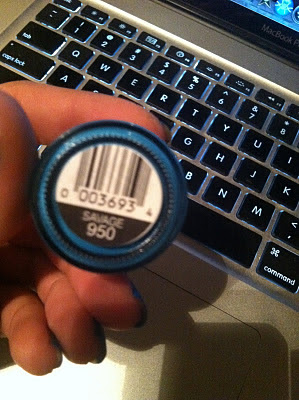 MacBook
tab
Q W E R T Y U
caps lock
A
N M
command
0 003693 4
SAVAGE
950